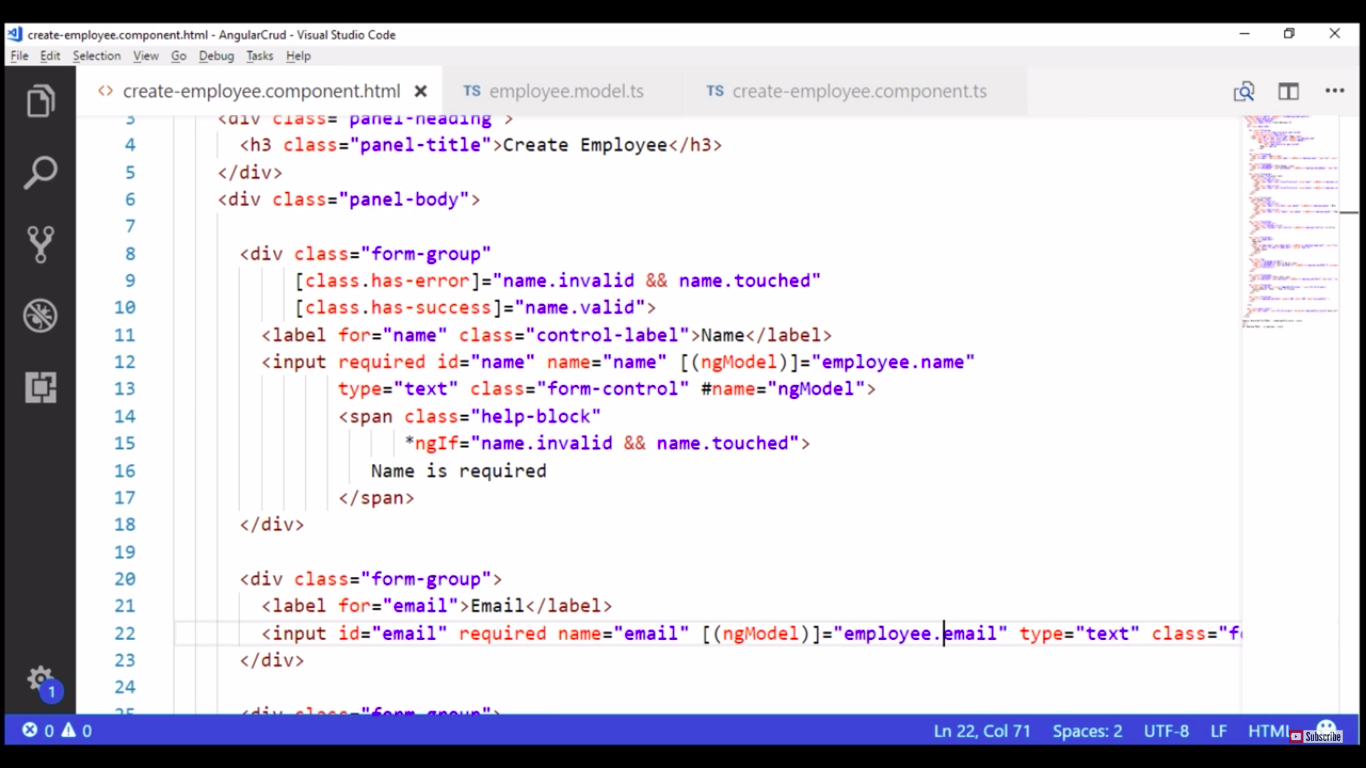 create-employee.component.html - AngularCrud - Visual Studio Code
File Edit Selection View Go Debug Tasks Help
<> create-employee.component.html TS employee.model.ts TS create-employee.component.ts
3 <div class="panel-heading">
4 <h3 class="panel-title">Create Employee</h3>
5 </div>
6 <div class="panel-body">
7
8 <div class="form-group"
9 [class.has-error]="name.invalid && name.touched"
10 [class.has-success]="name.valid">
11 <label for="name" class="control-label">Name</label>
12 <input required id="name" name="name" [(ngModel)]="employee.name"
13 type="text" class="form-control" #name="ngModel">
14 <span class="help-block"
15 *ngIf="name.invalid && name.touched">
16 Name is required
17 </span>
18 </div>
19
20 <div class="form-group">
21 <label for="email">Email</label>
22 <input id="email" required name="email" [(ngModel)]="employee.email" type="text" class="f
23 </div>
24
25 <div class="form-group">
1
0 0 Ln 22, Col 71 Spaces: 2 UTF-8 LF HTML
Subscribe